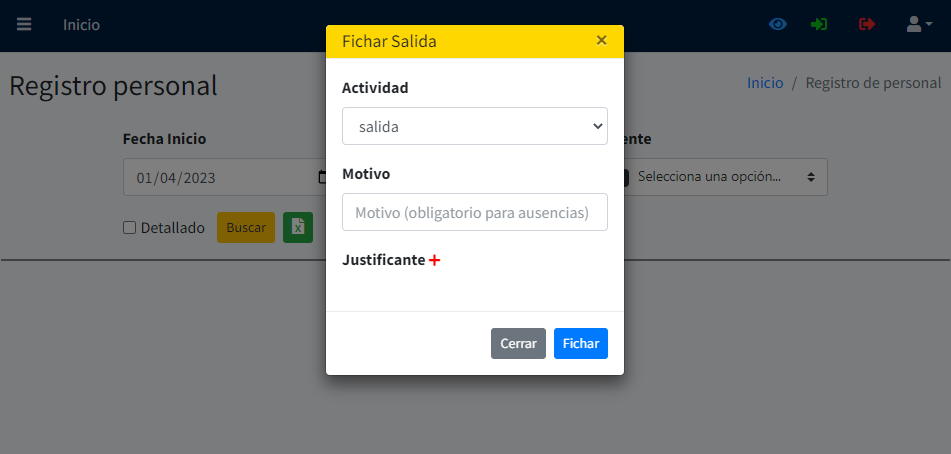 Inicio
Fichar Salida
×
Registro personal
Inicio / Registro de personal
Actividad
salida
Fecha Inicio
ente
01/04/2023
Selecciona una opción...
Motivo
Motivo (obligatorio para ausencias)
Detallado
Buscar
Justificante
Cerrar
Fichar